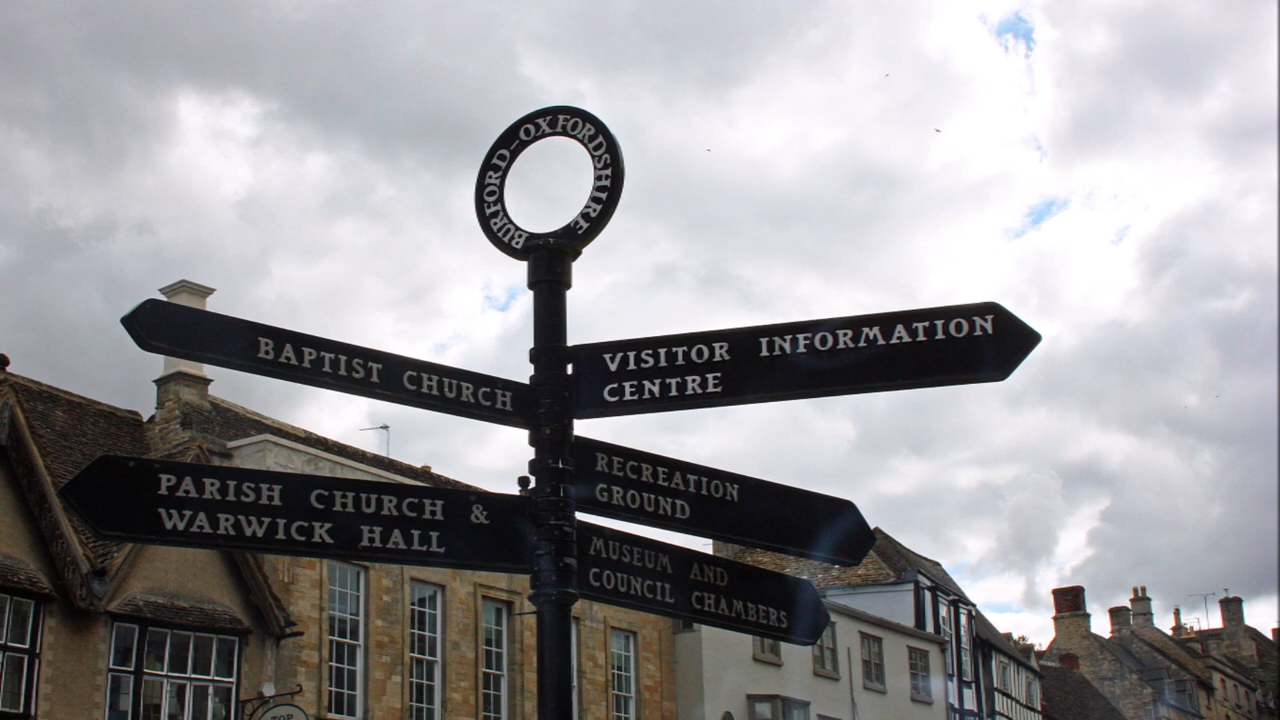 BURFORD-OXFORDSHIRE
BAPTIST CHURCH
VISITOR INFORMATION
CENTRE
PARISH CHURCH &
WARWICK HALL
RECREATION
GROUND
MUSEUM AND
COUNCIL CHAMBERS